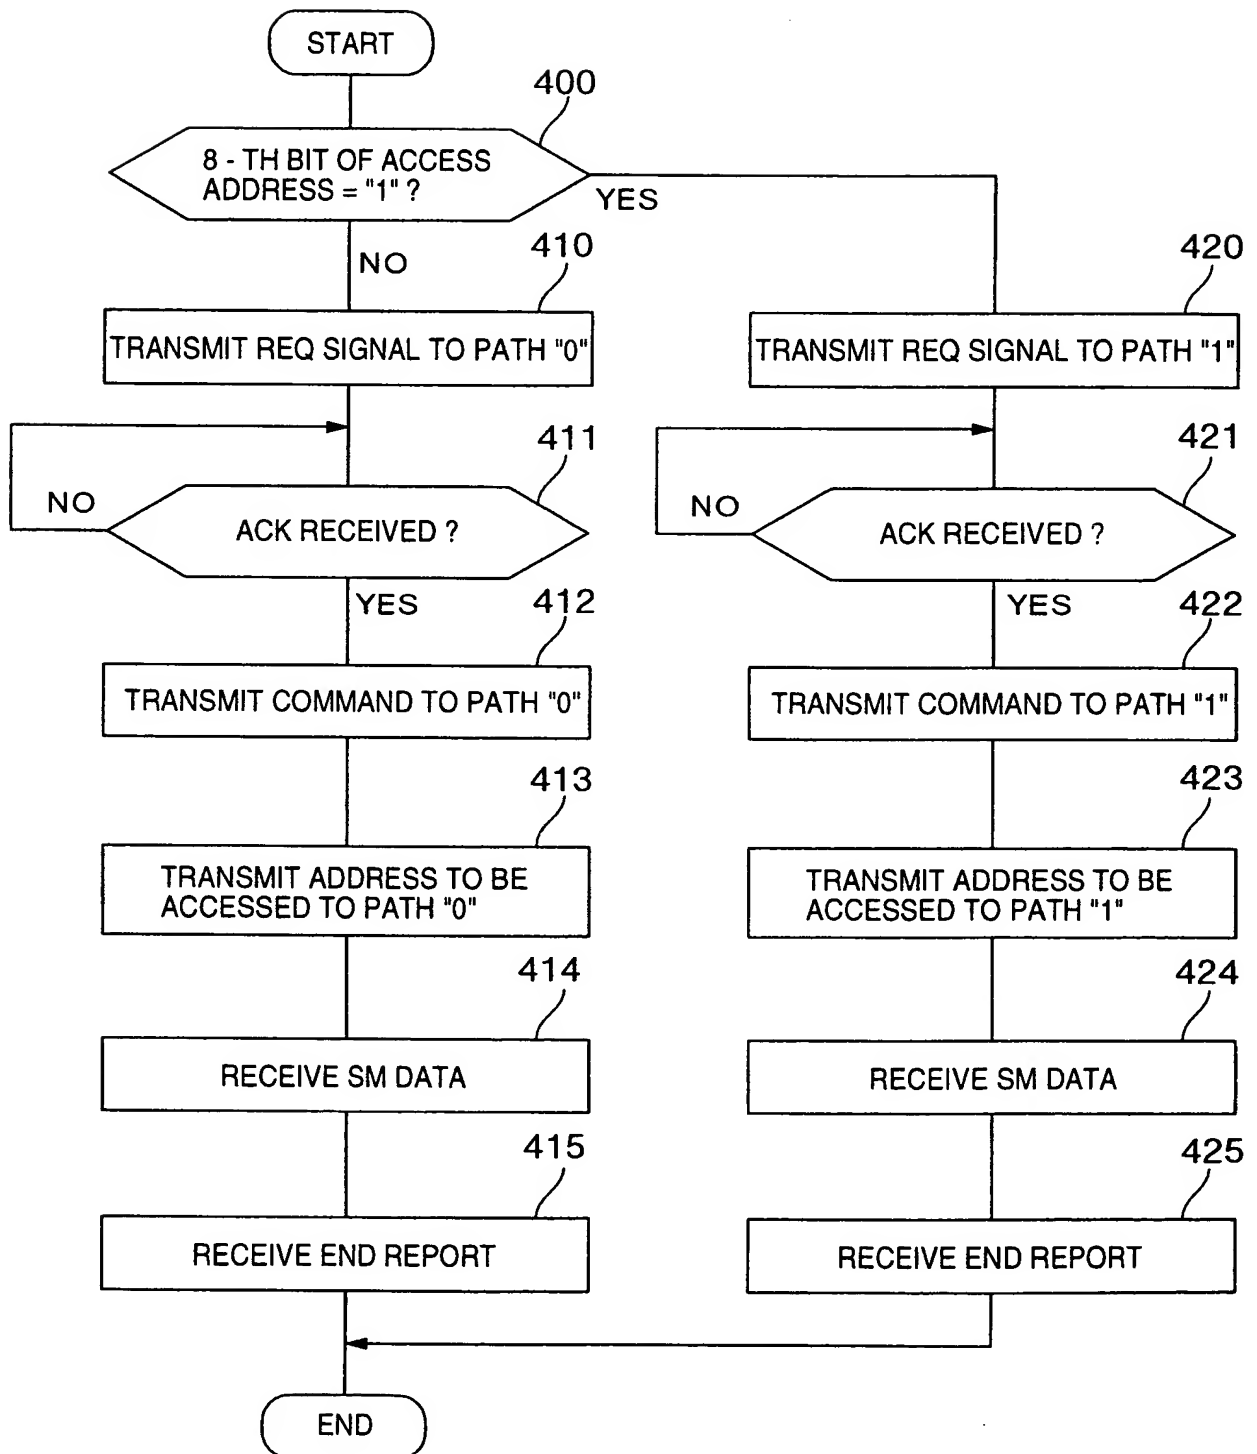 START
400
8 - TH BIT OF ACCESS
ADDRESS = "1" ?
YES
NO
410
TRANSMIT REQ SIGNAL TO PATH "0"
411
NO
ACK RECEIVED ?
YES
412
TRANSMIT COMMAND TO PATH "0"
413
TRANSMIT ADDRESS TO BE
ACCESSED TO PATH "0"
414
RECEIVE SM DATA
415
RECEIVE END REPORT
420
TRANSMIT REQ SIGNAL TO PATH "1"
421
NO
ACK RECEIVED ?
YES
422
TRANSMIT COMMAND TO PATH "1"
423
TRANSMIT ADDRESS TO BE
ACCESSED TO PATH "1"
424
RECEIVE SM DATA
425
RECEIVE END REPORT
END